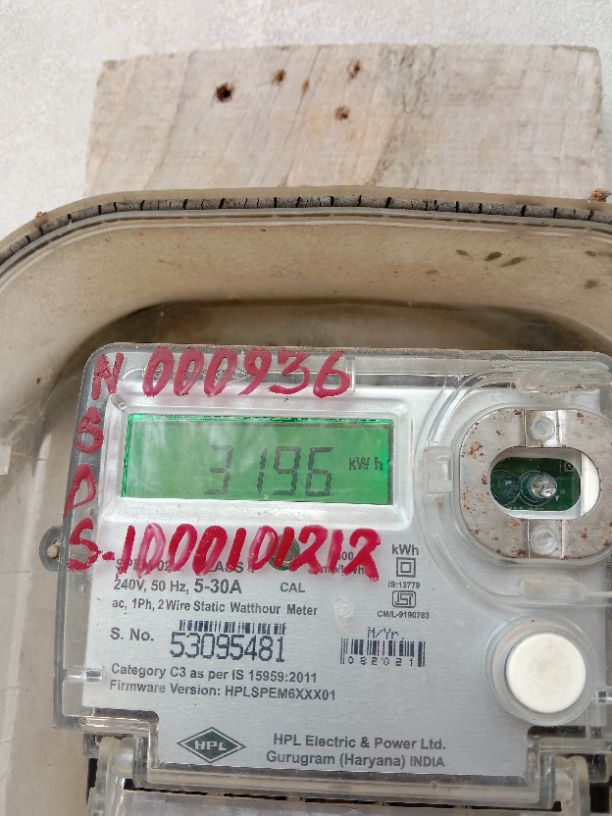 N 000936
B
D
3196 kWh
S-1000101212
kWh
240V, 50 Hz, 5-30A CAL
IS:13779
ac, 1Ph, 2 Wire Static Watthour Meter
CM/L-9190783
S. No. 53095481
M/Yr.
082021
Category C3 as per IS 15959:2011
Firmware Version: HPLSPEM6XXX01
HPL
HPL Electric & Power Ltd.
Gurugram (Haryana) INDIA